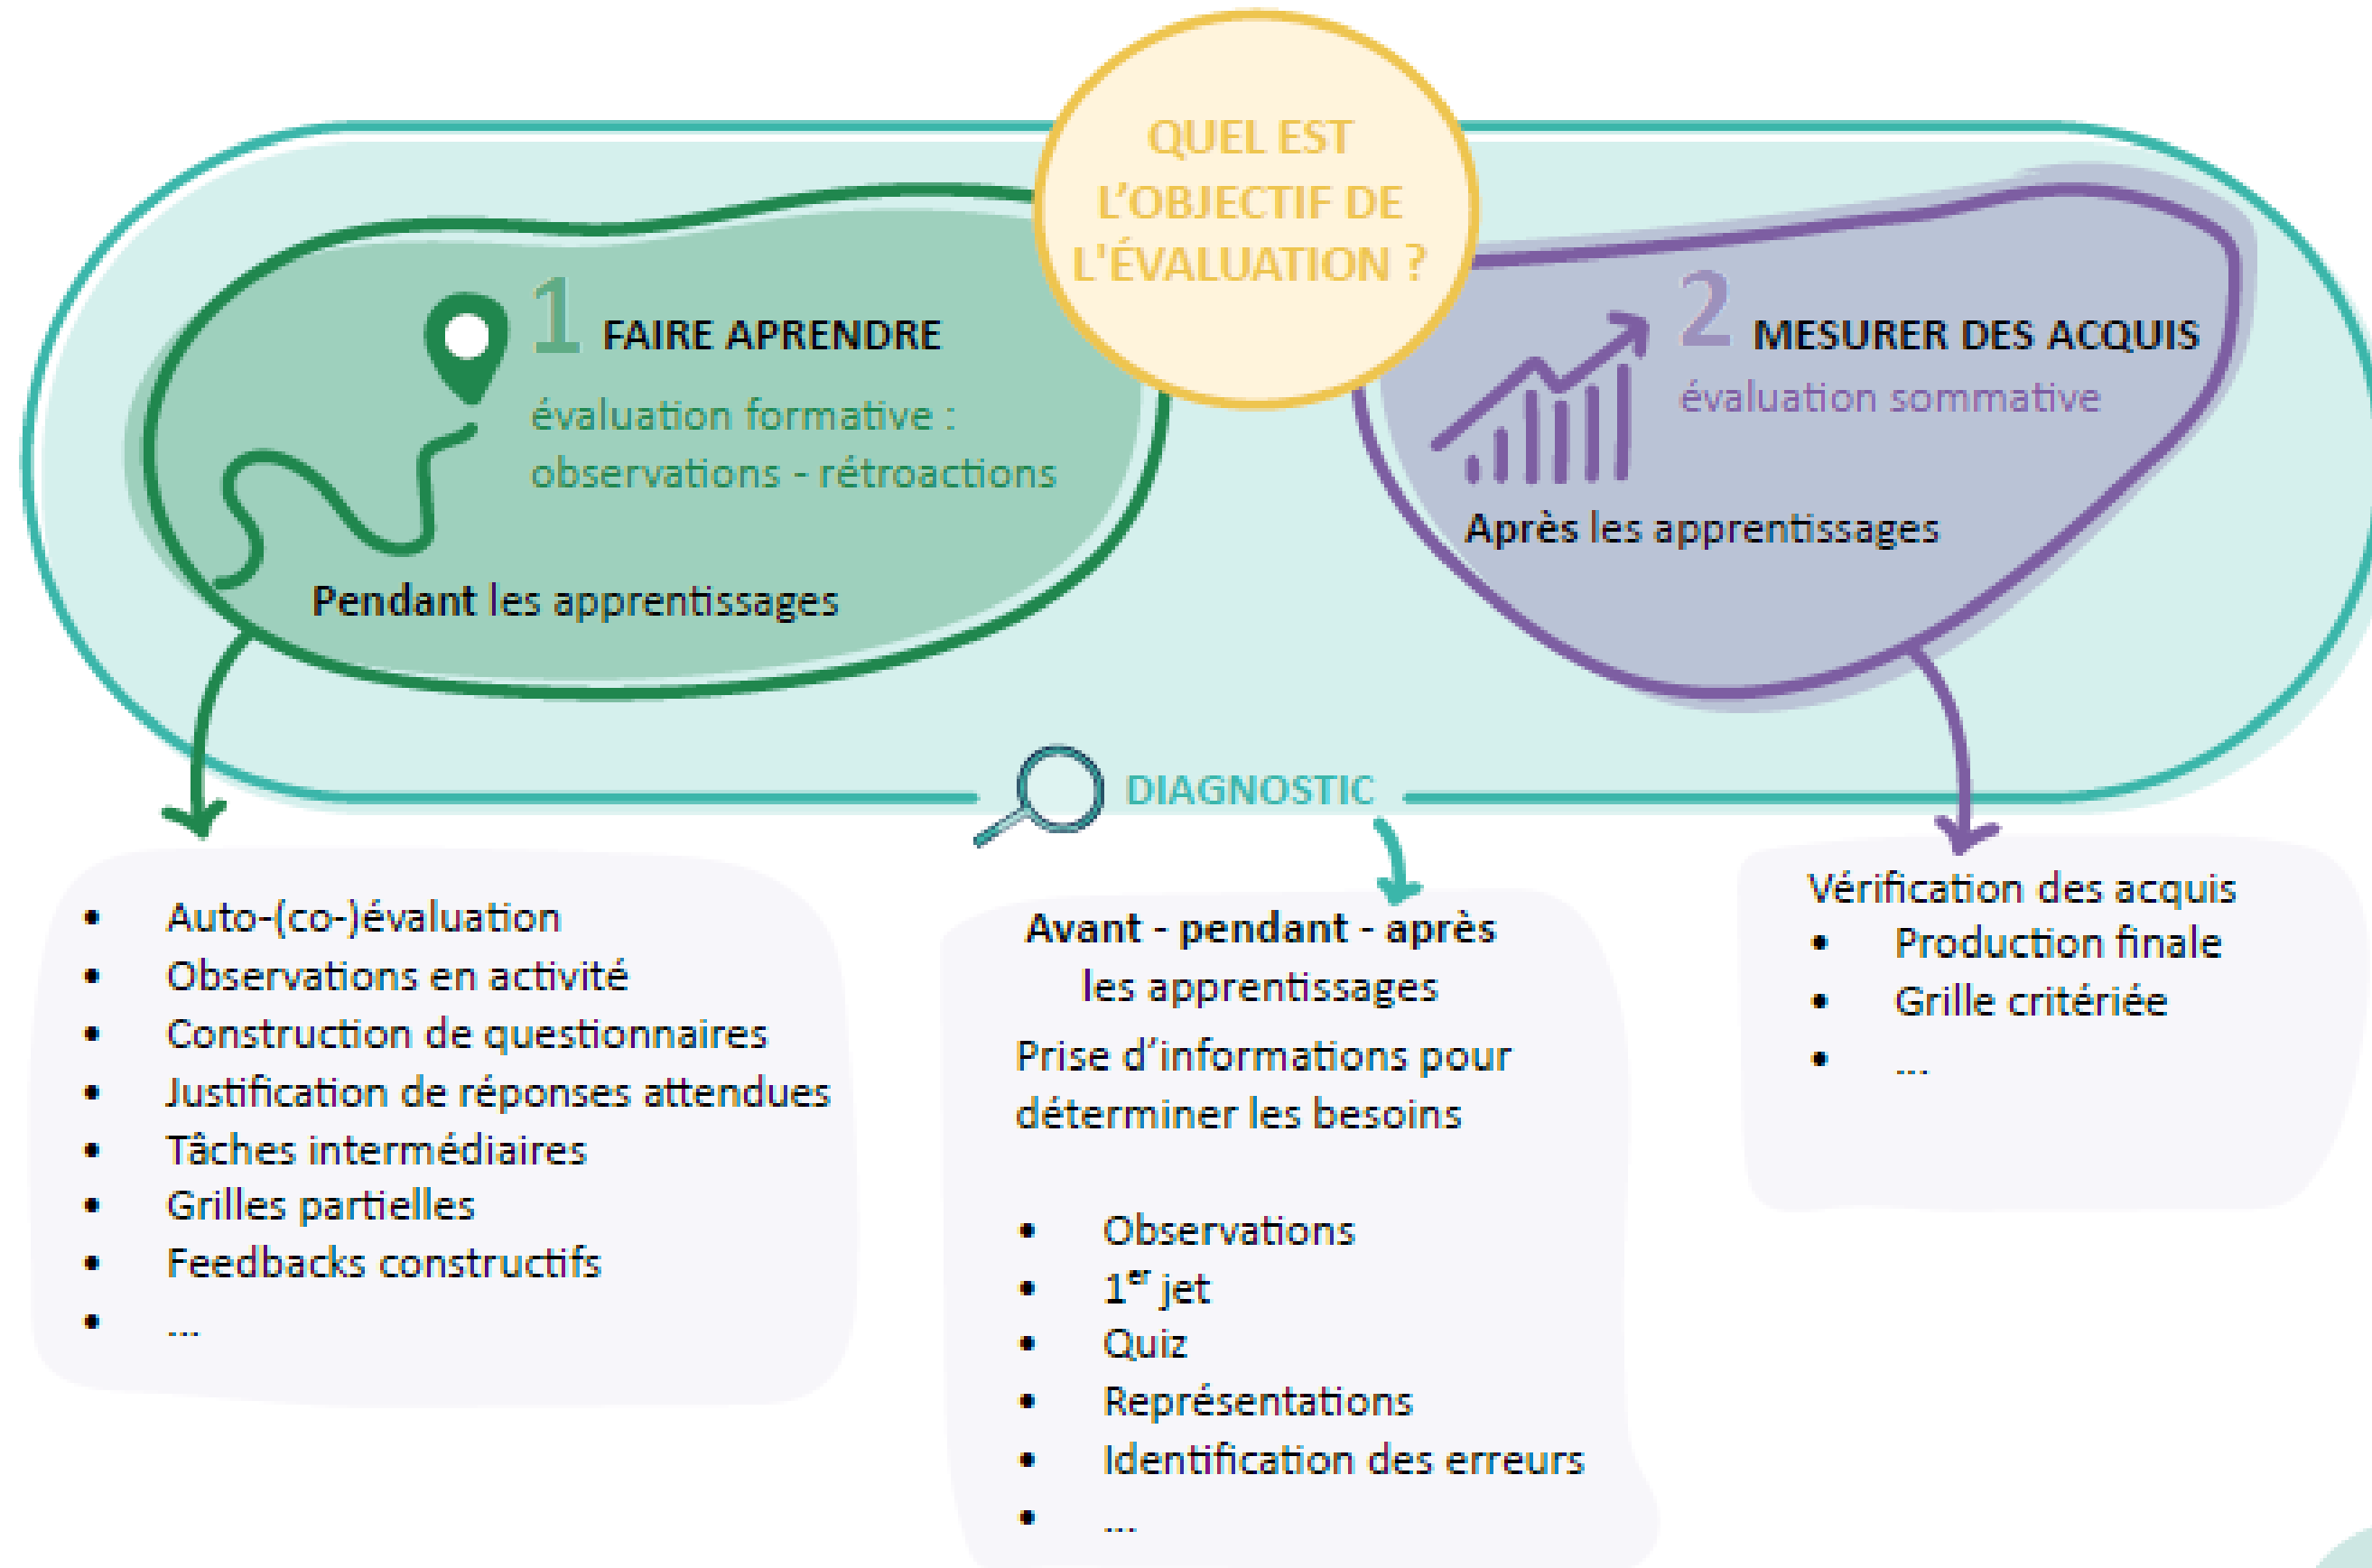 QUEL EST
L'OBJECTIF DE
L'ÉVALUATION ?
1 FAIRE APRENDRE
évaluation formative :
observations - rétroactions
Pendant les apprentissages
2 MESURER DES ACQUIS
évaluation sommative
Après les apprentissages
DIAGNOSTIC
• Auto-(co-)évaluation
• Observations en activité
• Construction de questionnaires
• Justification de réponses attendues
• Tâches intermédiaires
• Grilles partielles
• Feedbacks constructifs
• ...
Avant - pendant - après
les apprentissages
Prise d'informations pour
déterminer les besoins
• Observations
• 1er jet
• Quiz
• Représentations
• Identification des erreurs
• ...
Vérification des acquis
• Production finale
• Grille critériée
• ...